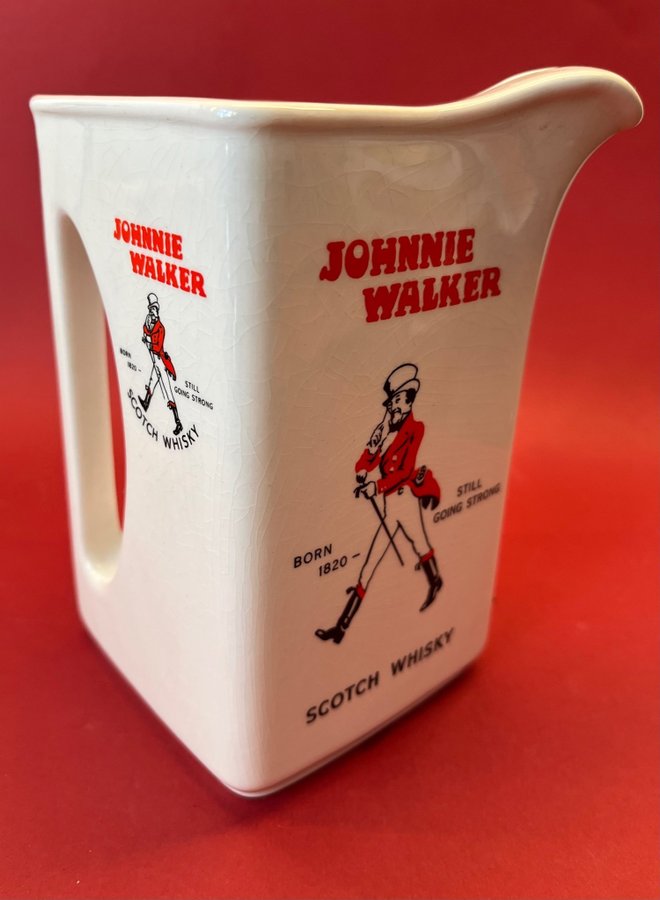 JOHNNIE
WALKER
BORN
1820 –
STILL
GOING STRONG
SCOTCH WHISKY
JOHNNIE
WALKER
STILL
GOING STRONG
BORN
1820 –
SCOTCH WHISKY